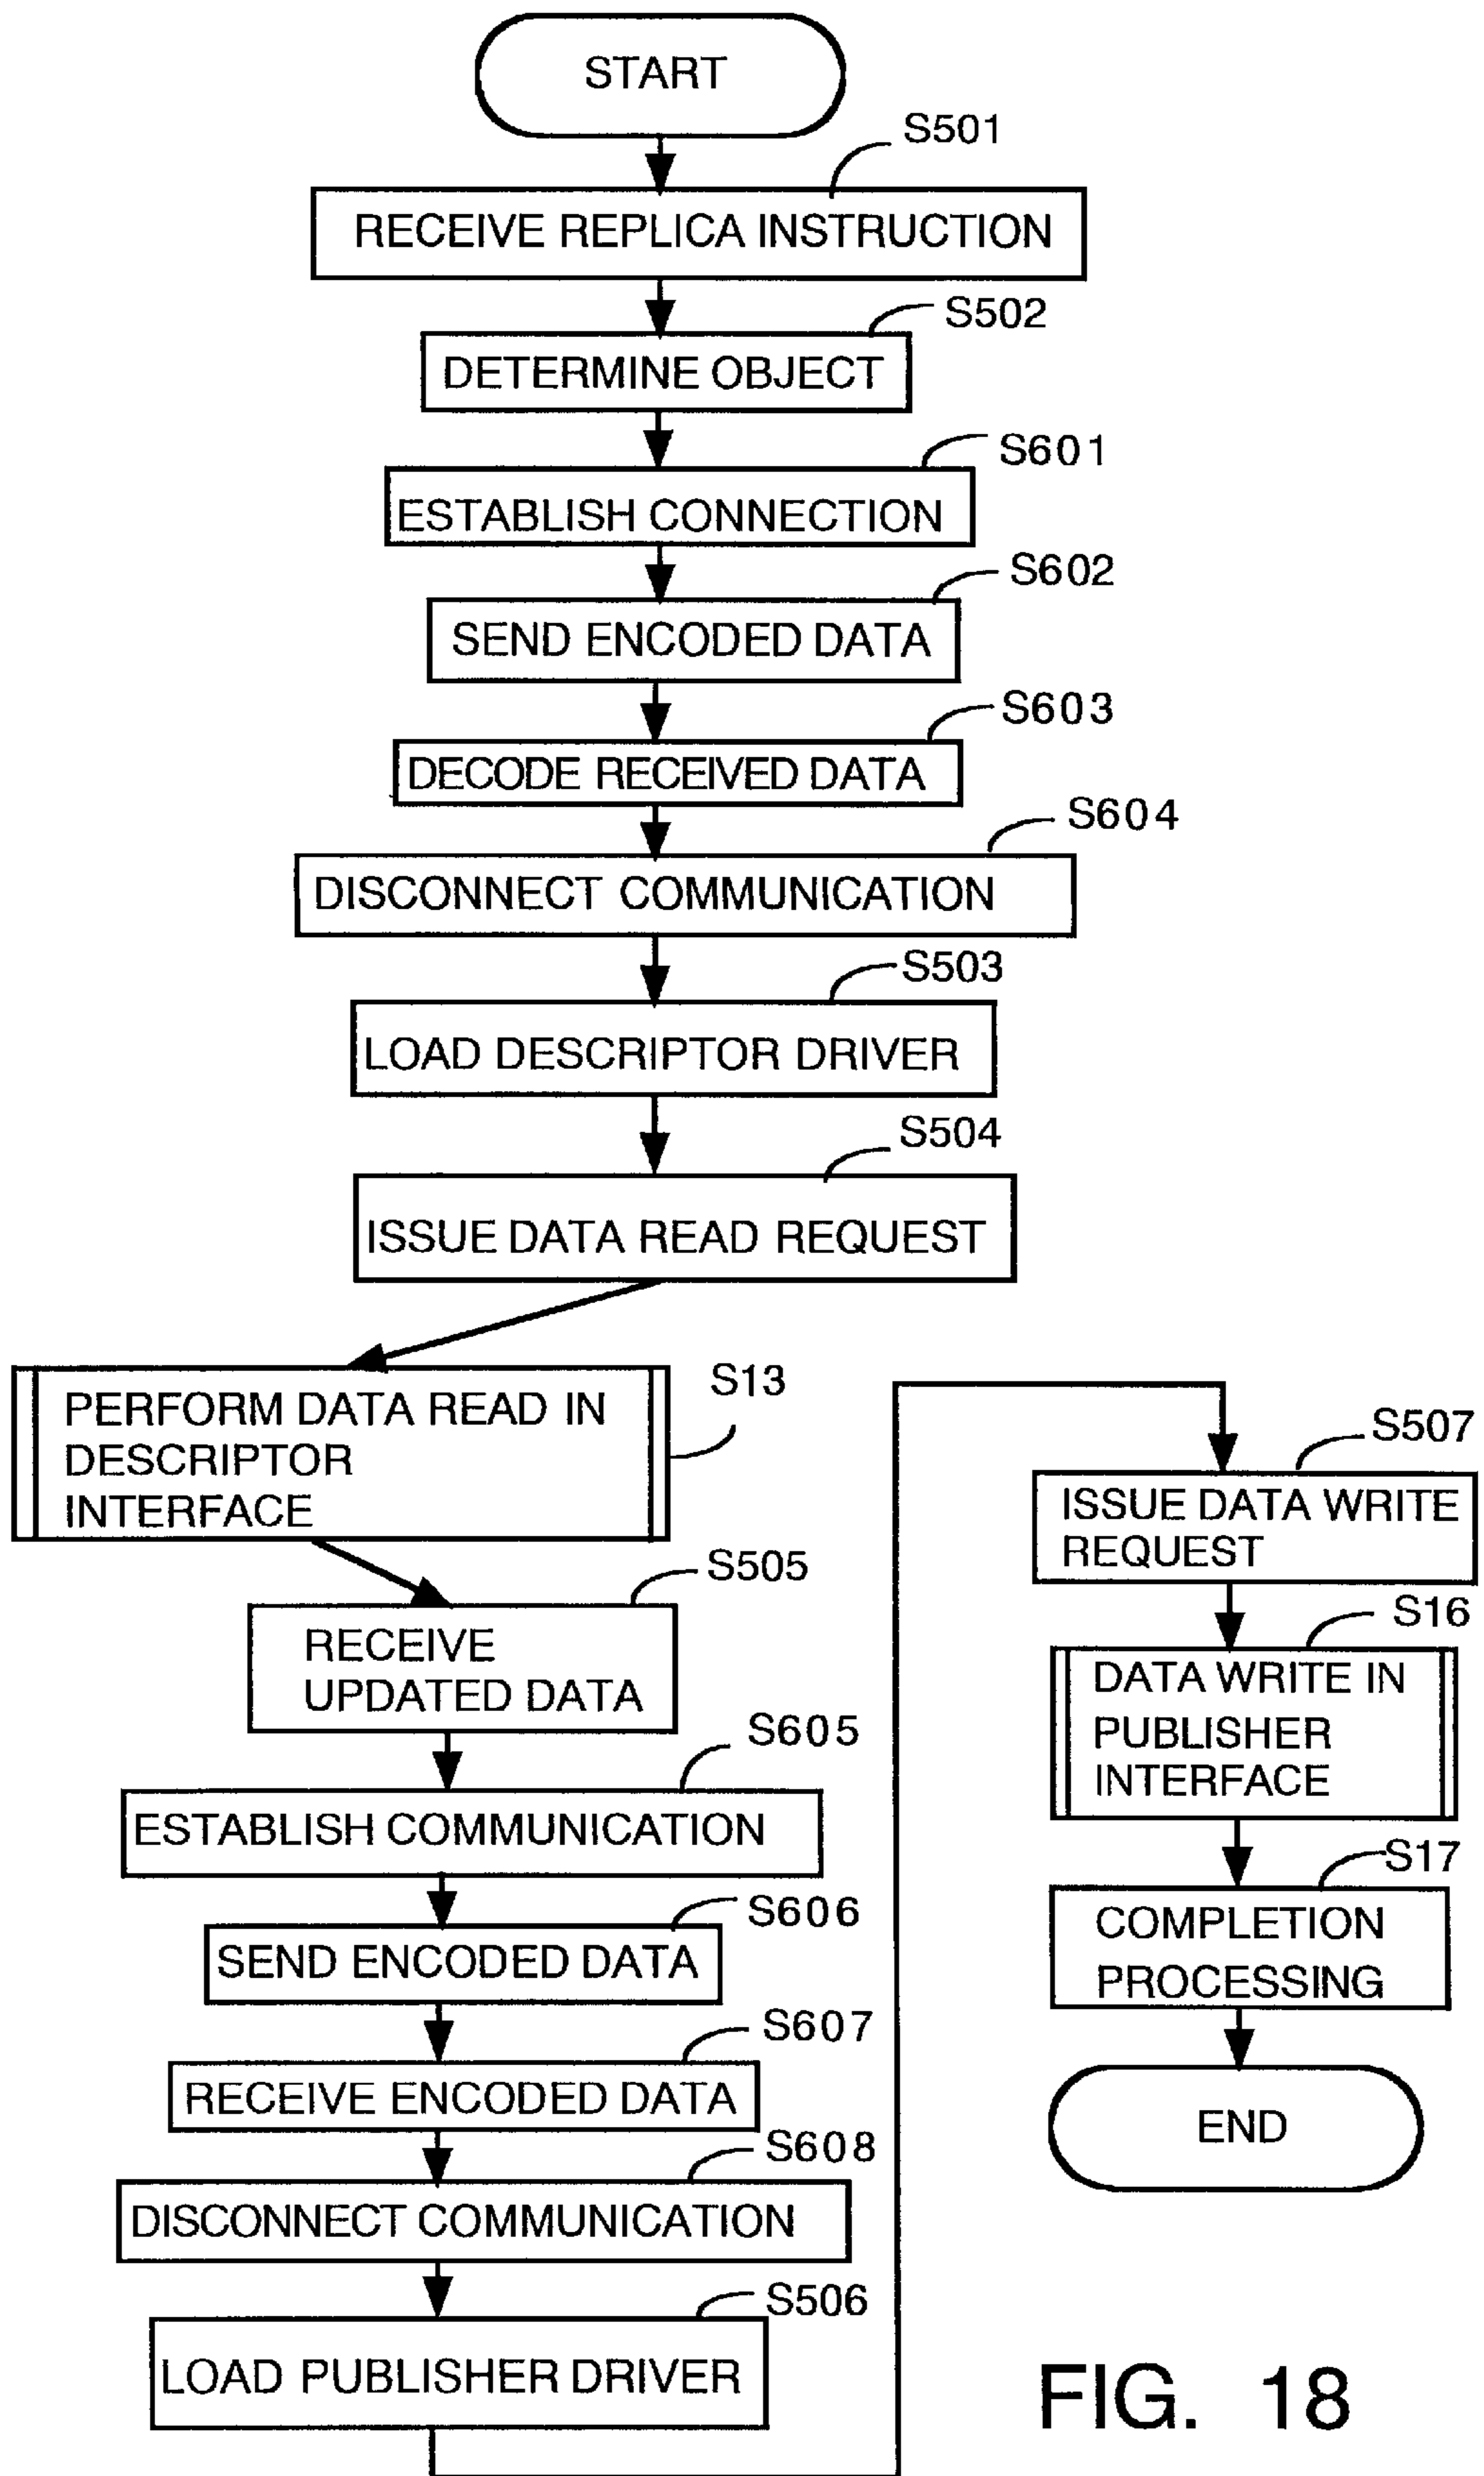 START
S501
RECEIVE REPLICA INSTRUCTION
S502
DETERMINE OBJECT
S601
ESTABLISH CONNECTION
S602
SEND ENCODED DATA
S603
DECODE RECEIVED DATA
S604
DISCONNECT COMMUNICATION
S503
LOAD DESCRIPTOR DRIVER
S504
ISSUE DATA READ REQUEST
S13
PERFORM DATA READ IN
DESCRIPTOR
INTERFACE
S505
RECEIVE
UPDATED DATA
S605
ESTABLISH COMMUNICATION
S606
SEND ENCODED DATA
S607
RECEIVE ENCODED DATA
S608
DISCONNECT COMMUNICATION
S506
LOAD PUBLISHER DRIVER
S507
ISSUE DATA WRITE
REQUEST
S16
DATA WRITE IN
PUBLISHER
INTERFACE
S17
COMPLETION
PROCESSING
END
FIG. 18